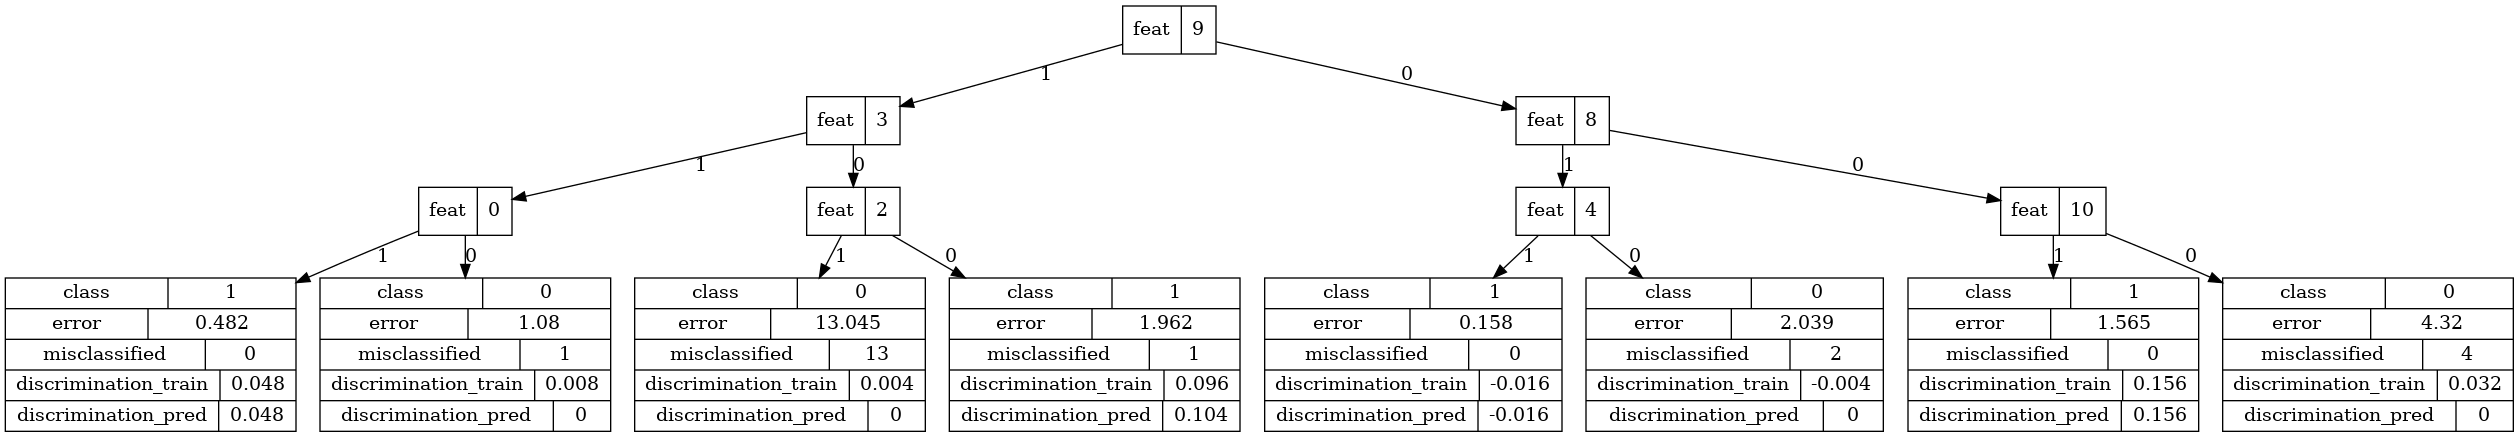 feat 9
1 0
feat 3
feat 8
1 0 1 0
feat 0
feat 2
feat 4
feat 10
1 0 1 0 1 0 1 0
class 1
error 0.482
misclassified 0
discrimination_train 0.048
discrimination_pred 0.048
class 0
error 1.08
misclassified 1
discrimination_train 0.008
discrimination_pred 0
class 0
error 13.045
misclassified 13
discrimination_train 0.004
discrimination_pred 0
class 1
error 1.962
misclassified 1
discrimination_train 0.096
discrimination_pred 0.104
class 1
error 0.158
misclassified 0
discrimination_train -0.016
discrimination_pred -0.016
class 0
error 2.039
misclassified 2
discrimination_train -0.004
discrimination_pred 0
class 1
error 1.565
misclassified 0
discrimination_train 0.156
discrimination_pred 0.156
class 0
error 4.32
misclassified 4
discrimination_train 0.032
discrimination_pred 0